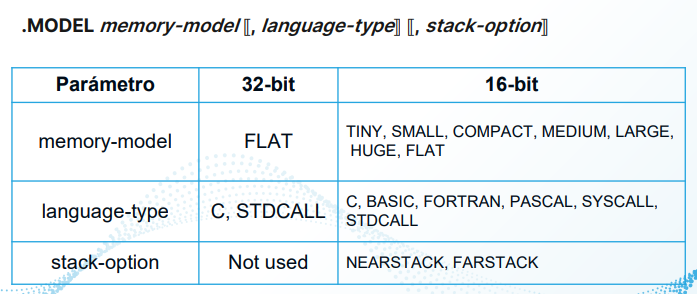 .MODEL memory-model ⟦, language-type⟧ ⟦, stack-option⟧
Parámetro 32-bit 16-bit
memory-model FLAT TINY, SMALL, COMPACT, MEDIUM, LARGE,
HUGE, FLAT
language-type C, STDCALL C, BASIC, FORTRAN, PASCAL, SYSCALL,
STDCALL
stack-option Not used NEARSTACK, FARSTACK